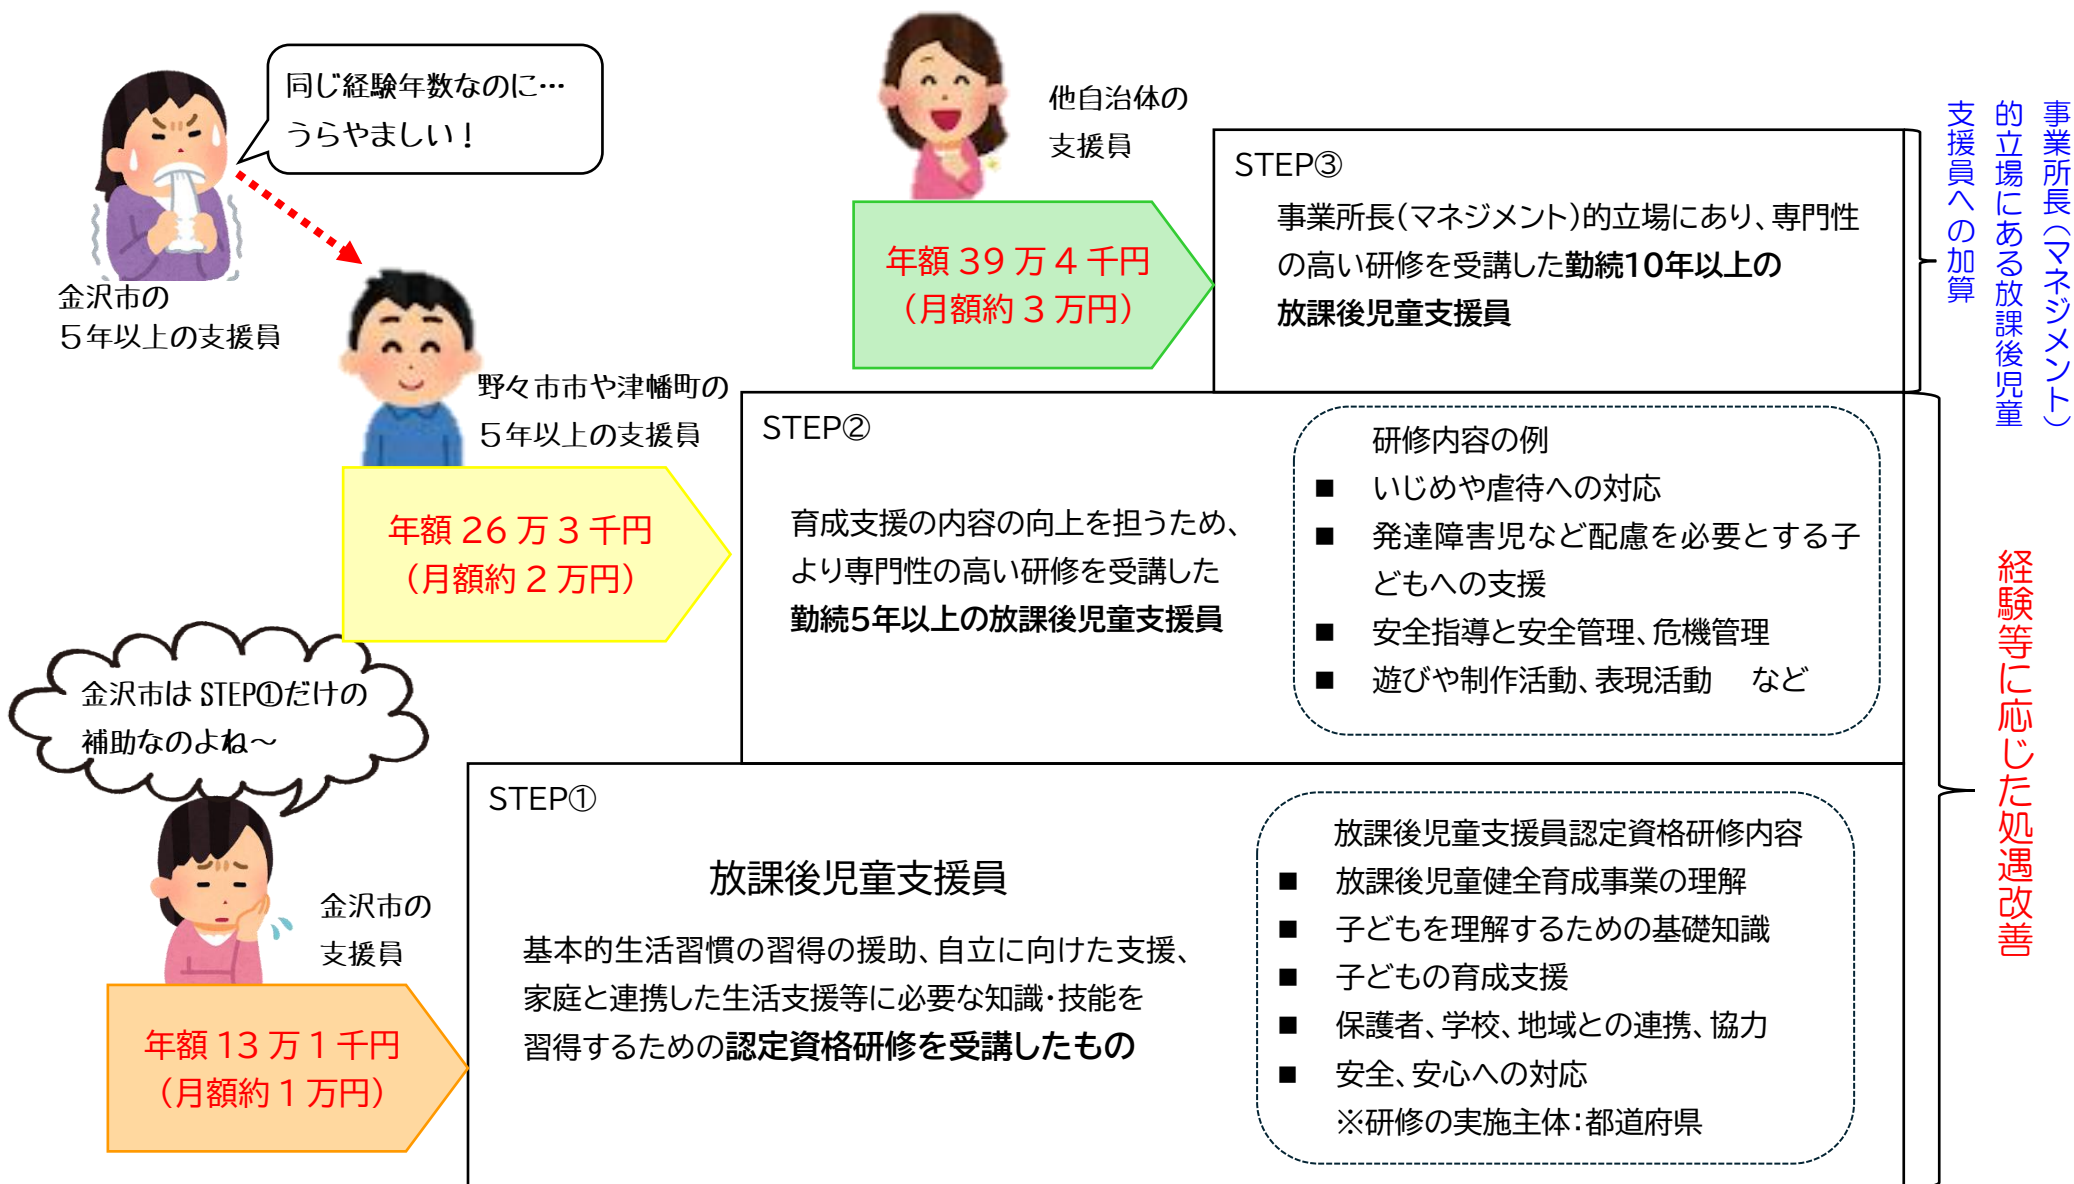 同じ経験年数なのに…
うらやましい！
金沢市の
５年以上の支援員
他自治体の
支援員
年額 39 万 4 千円
（月額約 3 万円）
STEP③
事業所長（マネジメント）的立場にあり、専門性
の高い研修を受講した勤続10年以上の
放課後児童支援員
事業所長（マネジメント）
的立場にある放課後児童
支援員への加算
野々市市や津幡町の
５年以上の支援員
年額 26 万 3 千円
（月額約 2 万円）
STEP②
育成支援の内容の向上を担うため、
より専門性の高い研修を受講した
勤続5年以上の放課後児童支援員
研修内容の例
■ いじめや虐待への対応
■ 発達障害児など配慮を必要とする子
どもへの支援
■ 安全指導と安全管理、危機管理
■ 遊びや制作活動、表現活動 など
経験等に応じた処遇改善
金沢市は STEP①だけの
補助なのよね～
金沢市の
支援員
年額 13 万 1 千円
（月額約 1 万円）
STEP①
放課後児童支援員
基本的生活習慣の習得の援助、自立に向けた支援、
家庭と連携した生活支援等に必要な知識・技能を
習得するための認定資格研修を受講したもの
放課後児童支援員認定資格研修内容
■ 放課後児童健全育成事業の理解
■ 子どもを理解するための基礎知識
■ 子どもの育成支援
■ 保護者、学校、地域との連携、協力
■ 安全、安心への対応
※研修の実施主体：都道府県